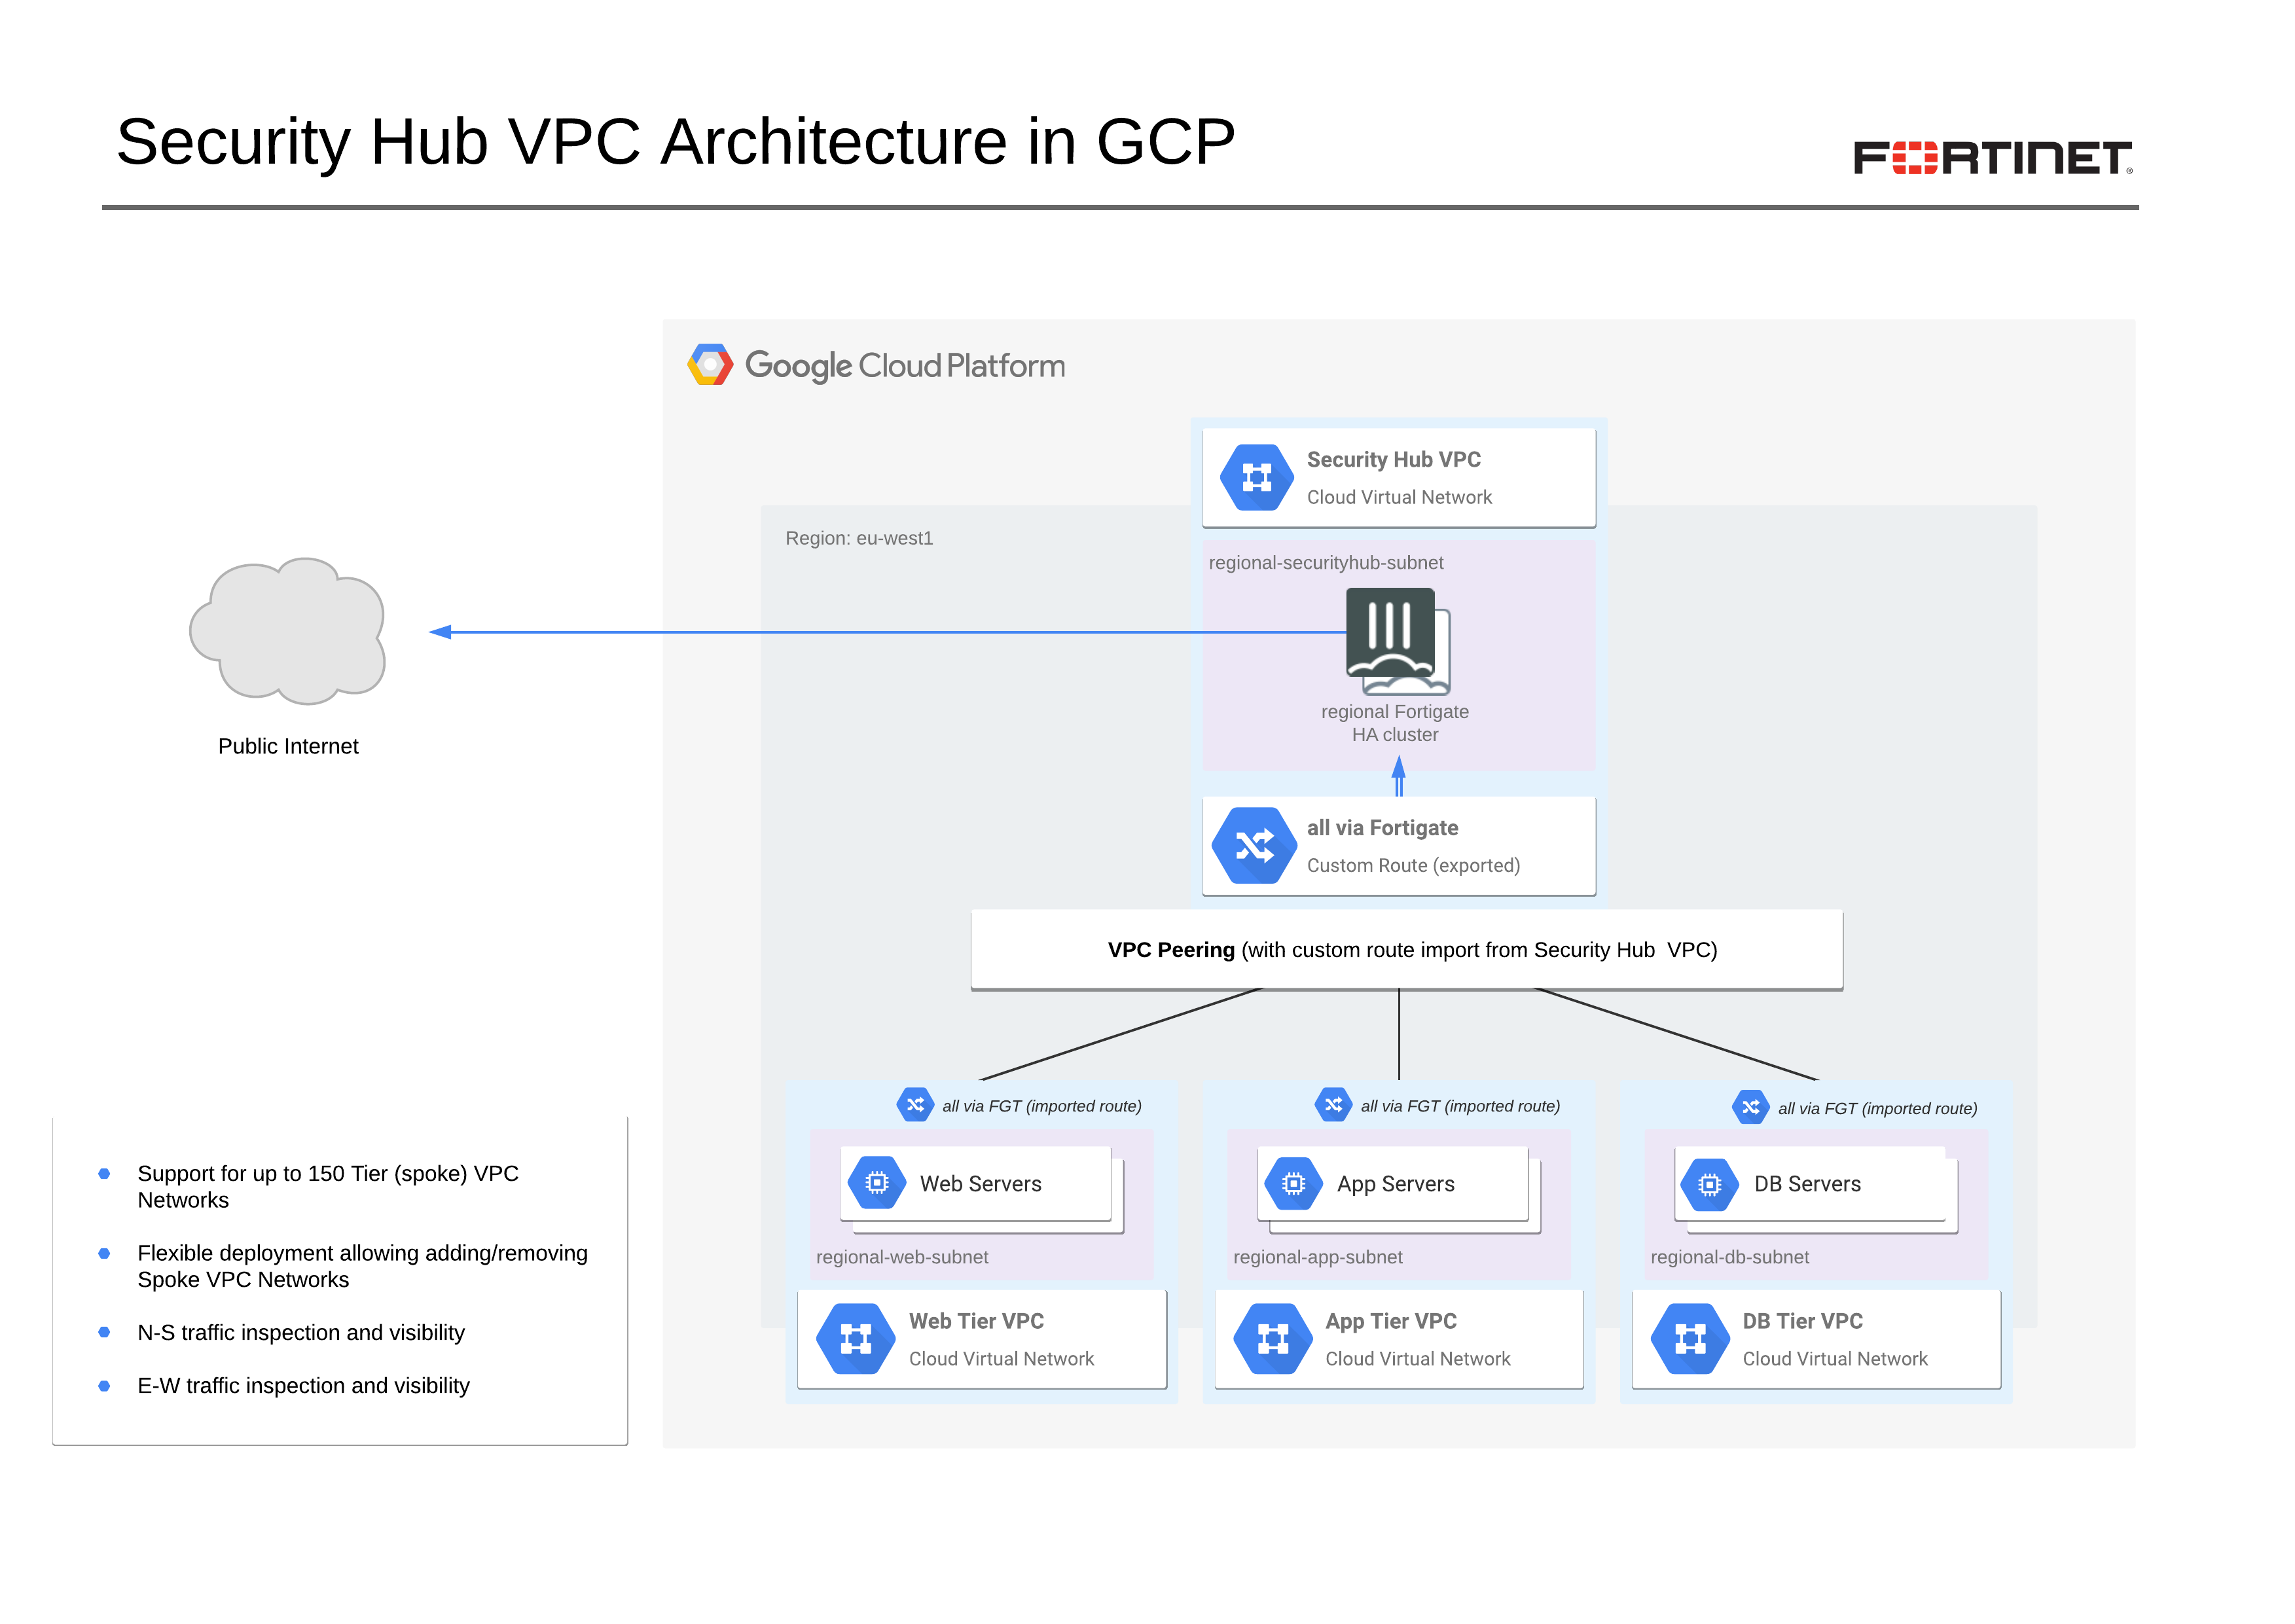 Security Hub VPC Architecture in GCP
FORTINET®
Google Cloud Platform
Security Hub VPC
Cloud Virtual Network
Region: eu-west1
regional-securityhub-subnet
regional Fortigate
HA cluster
Public Internet
all via Fortigate
Custom Route (exported)
VPC Peering (with custom route import from Security Hub  VPC)
all via FGT (imported route)
Web Servers
regional-web-subnet
Web Tier VPC
Cloud Virtual Network
all via FGT (imported route)
App Servers
regional-app-subnet
App Tier VPC
Cloud Virtual Network
all via FGT (imported route)
DB Servers
regional-db-subnet
DB Tier VPC
Cloud Virtual Network
Support for up to 150 Tier (spoke) VPC
Networks
Flexible deployment allowing adding/removing
Spoke VPC Networks
N-S traffic inspection and visibility
E-W traffic inspection and visibility